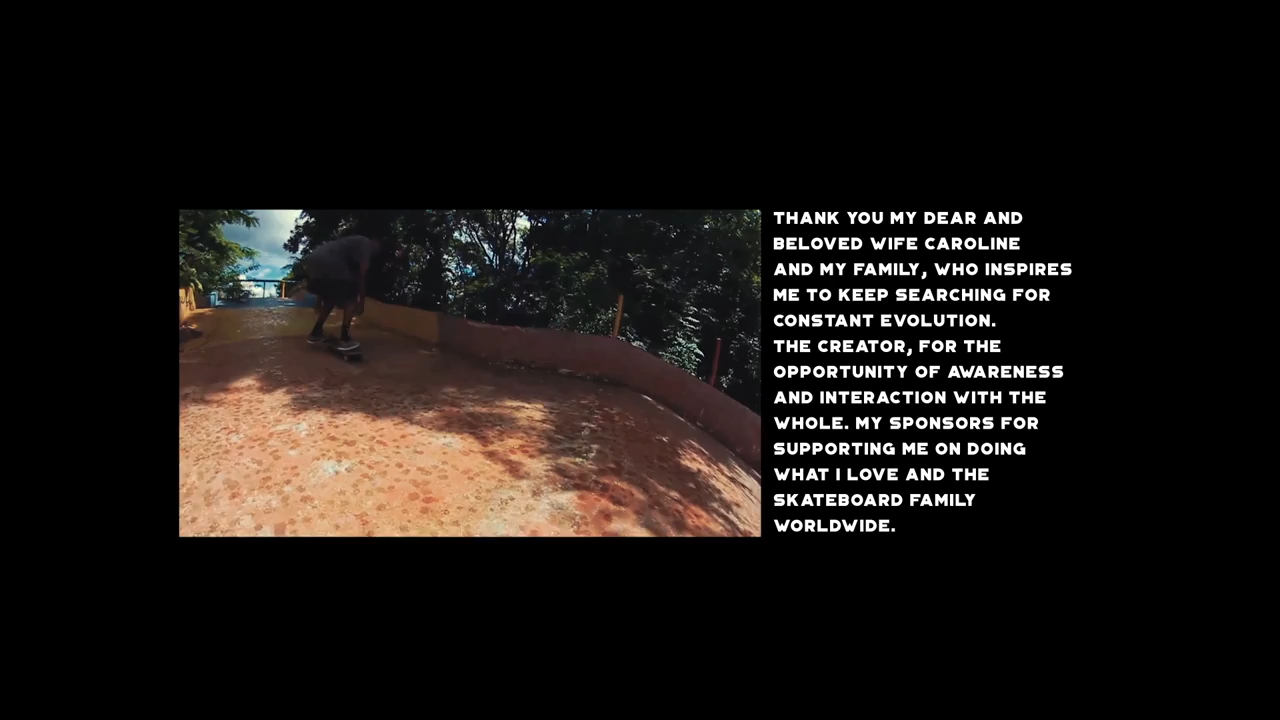 THANK YOU MY DEAR AND
BELOVED WIFE CAROLINE
AND MY FAMILY, WHO INSPIRES
ME TO KEEP SEARCHING FOR
CONSTANT EVOLUTION.
THE CREATOR, FOR THE
OPPORTUNITY OF AWARENESS
AND INTERACTION WITH THE
WHOLE. MY SPONSORS FOR
SUPPORTING ME ON DOING
WHAT I LOVE AND THE
SKATEBOARD FAMILY
WORLDWIDE.